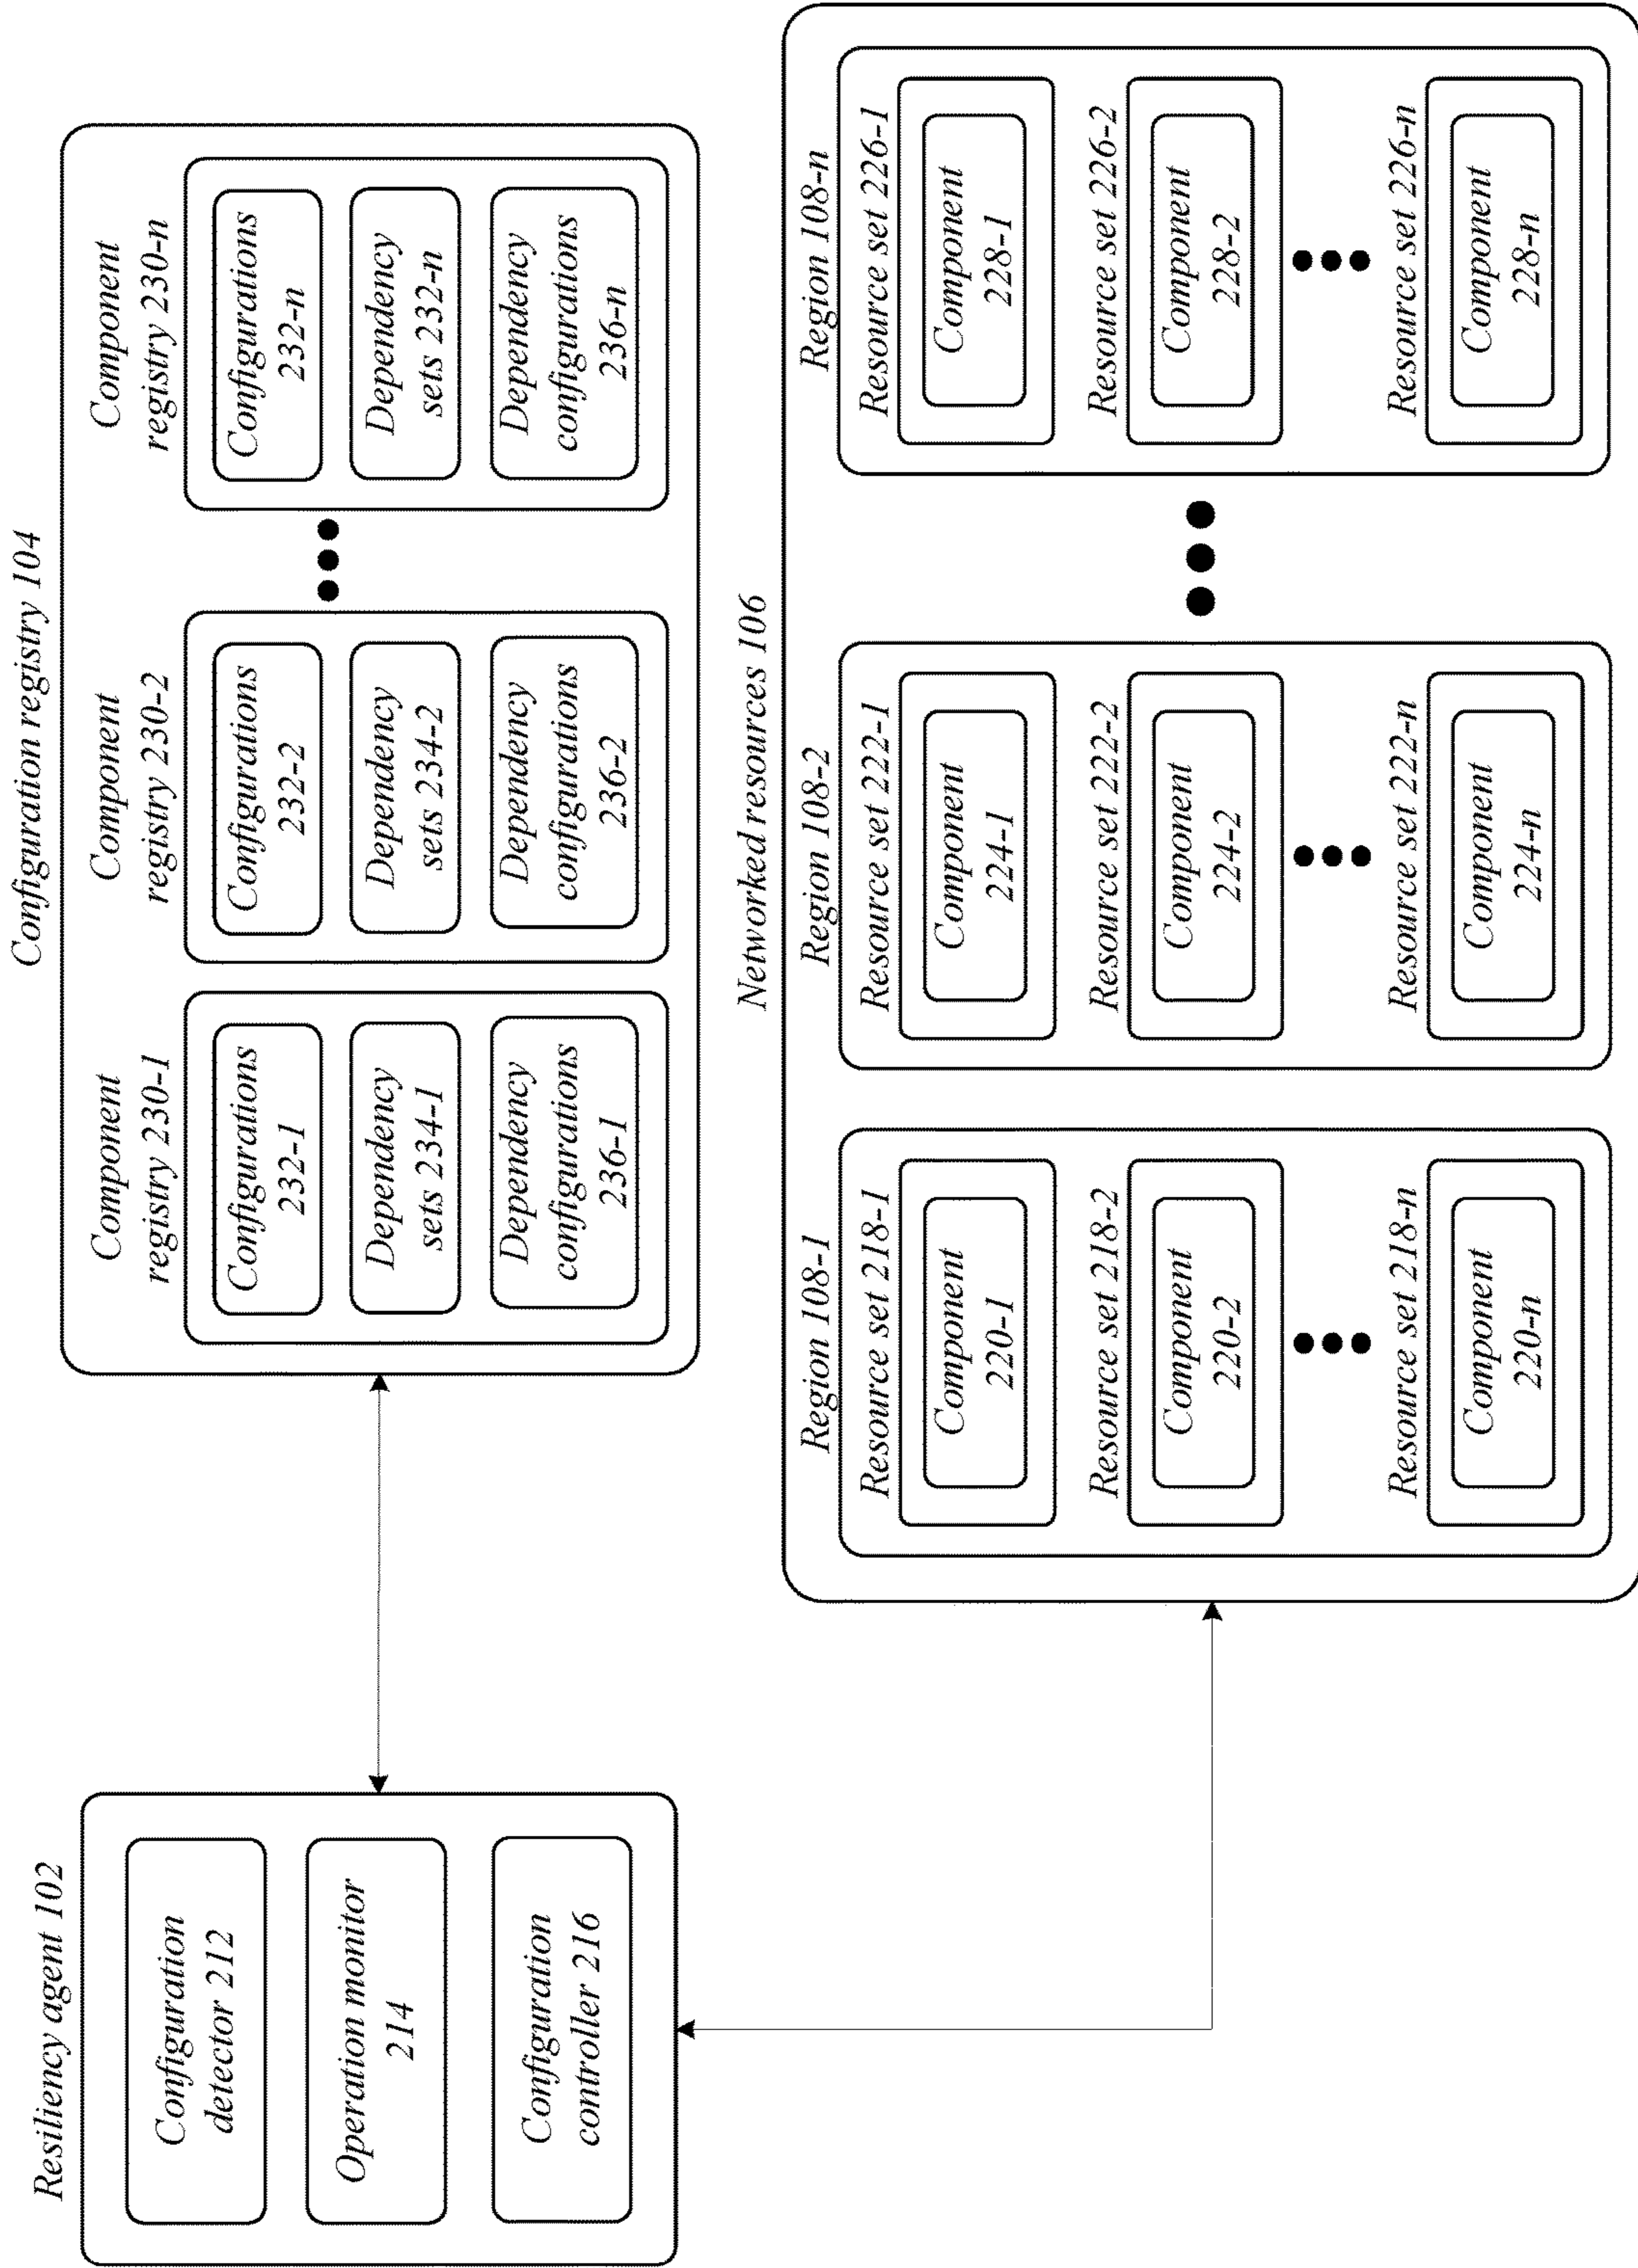 Resiliency agent 102
Configuration
detector 212
Operation monitor
214
Configuration
controller 216
Configuration registry 104
Component
registry 230-1
Configurations
232-1
Dependency
sets 234-1
Dependency
configurations
236-1
Component
registry 230-2
Configurations
232-2
Dependency
sets 234-2
Dependency
configurations
236-2
Component
registry 230-n
Configurations
232-n
Dependency
sets 232-n
Dependency
configurations
236-n
Networked resources 106
Region 108-1
Resource set 218-1
Component
220-1
Resource set 218-2
Component
220-2
Resource set 218-n
Component
220-n
Region 108-2
Resource set 222-1
Component
224-1
Resource set 222-2
Component
224-2
Resource set 222-n
Component
224-n
Region 108-n
Resource set 226-1
Component
228-1
Resource set 226-2
Component
228-2
Resource set 226-n
Component
228-n